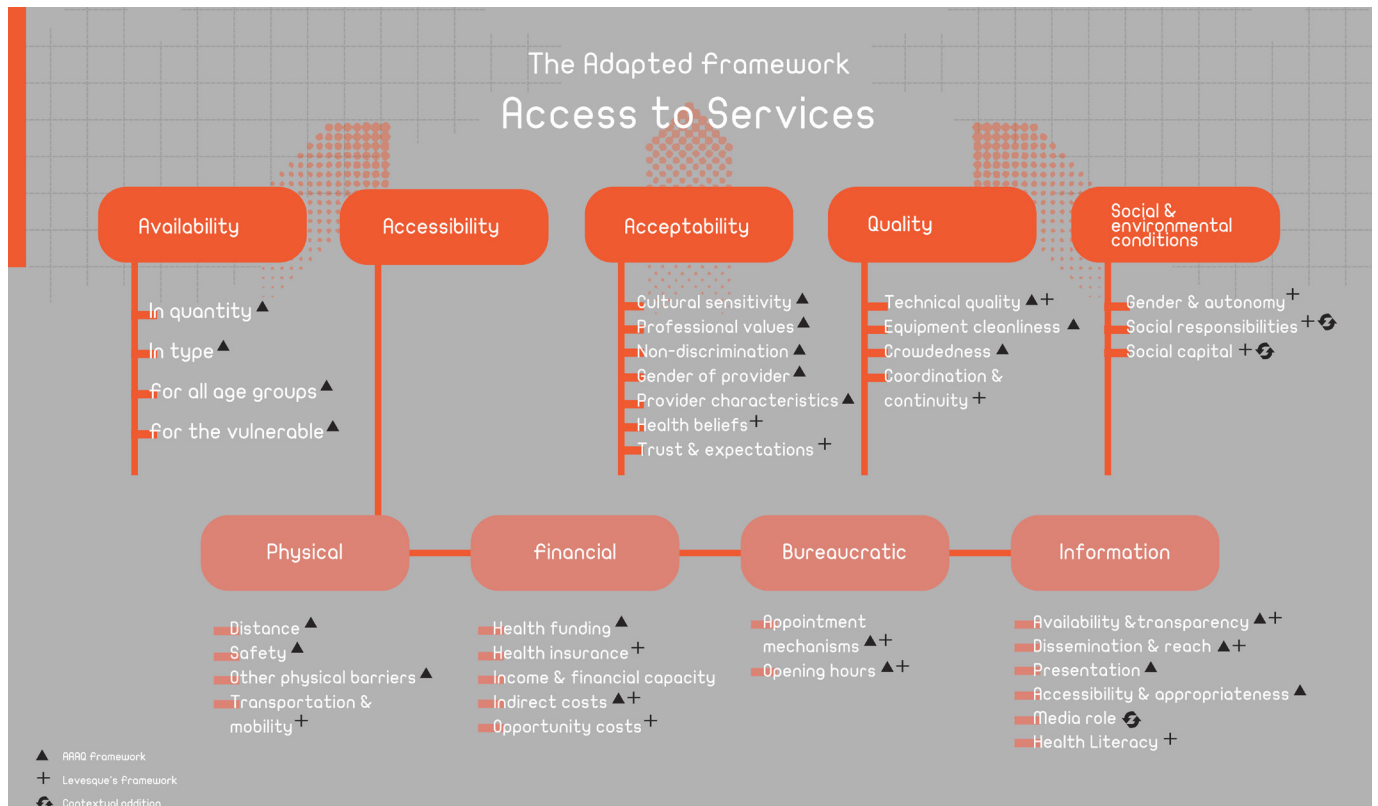 The Adapted Framework
Access to Services
Availability
Accessibility
Acceptability
Quality
Social &
environmental
conditions
In quantity ▲
In type ▲
For all age groups ▲
For the vulnerable ▲
Cultural sensitivity ▲
Professional values ▲
Non-discrimination ▲
Gender of provider ▲
Provider characteristics ▲
Health beliefs +
Trust & expectations +
Technical quality ▲ +
Equipment cleanliness ▲
Crowdedness ▲
Coordination &
continuity +
Gender & autonomy +
Social responsibilities +
Social capital +
Physical
Financial
Bureaucratic
Information
Distance ▲
Safety ▲
Other physical barriers ▲
Transportation &
mobility +
Health funding ▲
Health insurance +
Income & financial capacity
Indirect costs ▲ +
Opportunity costs +
Appointment
mechanisms ▲ +
Opening hours ▲ +
Availability &transparency ▲ +
Dissemination & reach ▲ +
Presentation ▲
Accessibility & appropriateness ▲
Media role
Health Literacy +
▲ AAAQ Framework
+ Levesque's Framework
Contextual addition